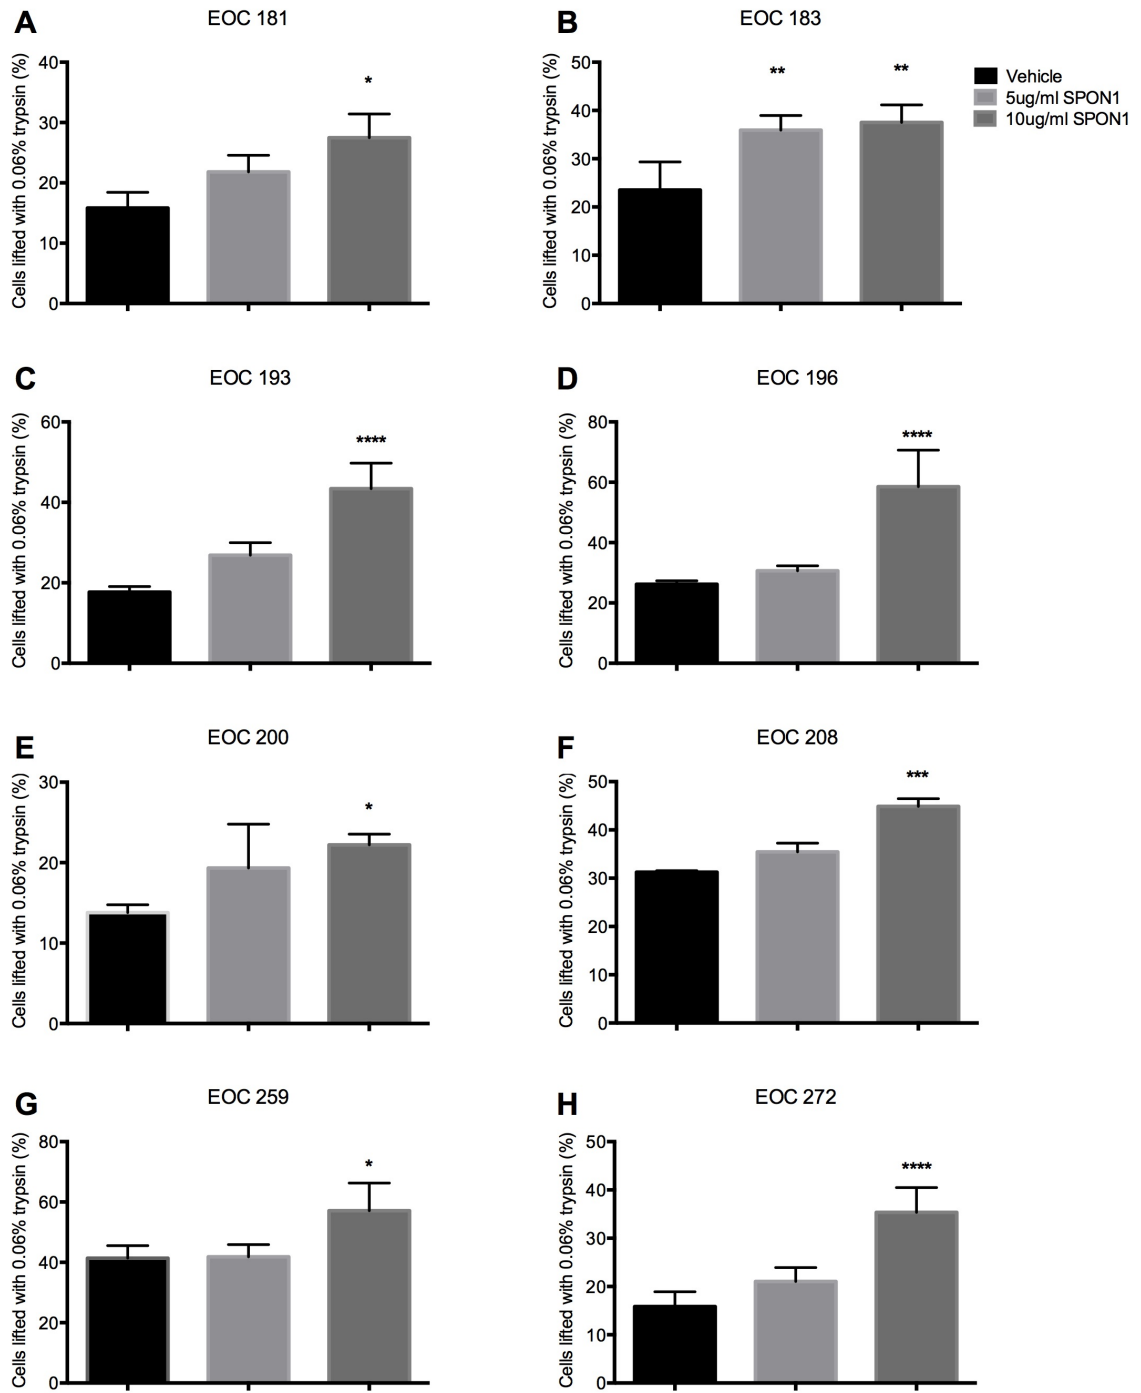 A
EOC 181
Cells lifted with 0.06% trypsin (%)
40
30
20
10
0
*
B
EOC 183
Cells lifted with 0.06% trypsin (%)
50
40
30
20
10
0
**
**
Vehicle
5ug/ml SPON1
10ug/ml SPON1
C
EOC 193
Cells lifted with 0.06% trypsin (%)
60
40
20
0
****
D
EOC 196
Cells lifted with 0.06% trypsin (%)
80
60
40
20
0
****
E
EOC 200
Cells lifted with 0.06% trypsin (%)
30
20
10
0
*
F
EOC 208
Cells lifted with 0.06% trypsin (%)
50
40
30
20
10
0
***
G
EOC 259
Cells lifted with 0.06% trypsin (%)
80
60
40
20
0
*
H
EOC 272
Cells lifted with 0.06% trypsin (%)
50
40
30
20
10
0
****